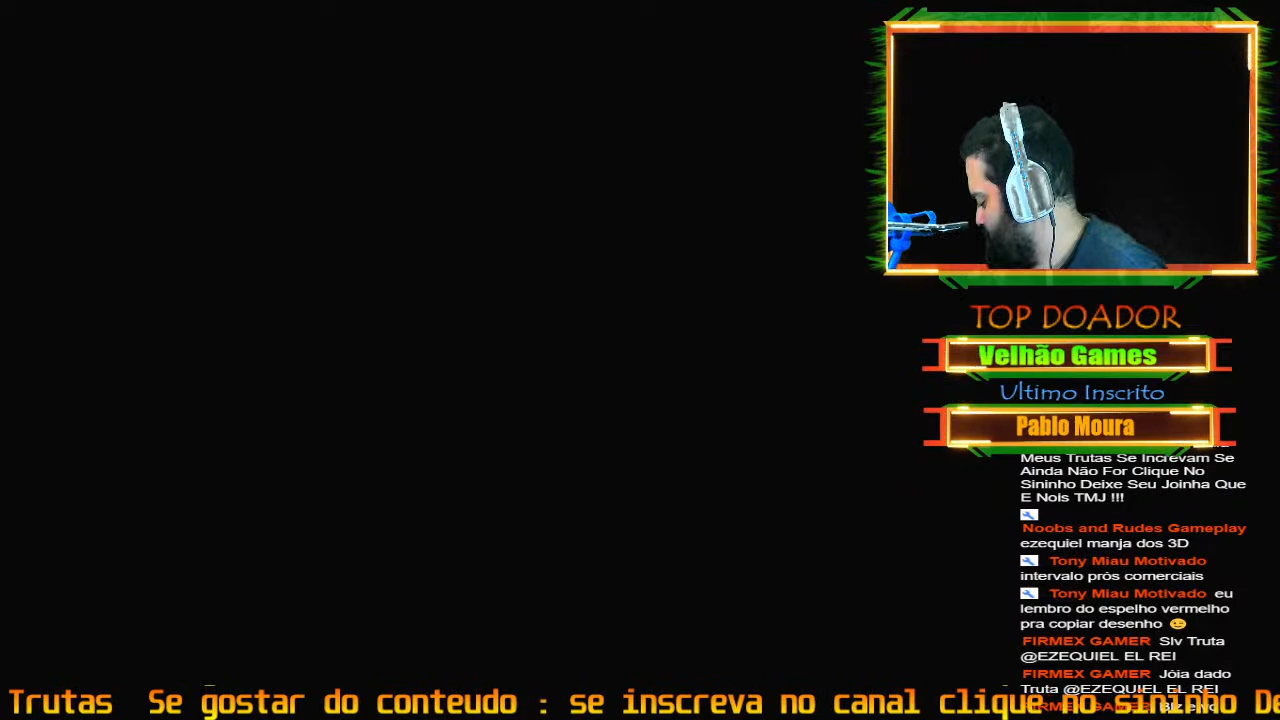 TOP DOADOR
Velhão Games
Ultimo Inscrito
Pablo Moura
Meus Trutas Se Increvam Se
Ainda Não For Clique No
Sininho Deixe Seu Joinha Que
E Nois TMJ !!!
Noobs and Rudes Gameplay
ezequiel manja dos 3D
Tony Miau Motivado
intervalo prós comerciais
Tony Miau Motivado eu
lembro do espelho vermelho
pra copiar desenho 😉
FIRMEX GAMER Slv Truta
@EZEQUIEL EL REI
FIRMEX GAMER Jóia dado
Truta @EZEQUIEL EL REI
Trutas Se gostar do conteudo : se inscreva no canal clique no sininho De